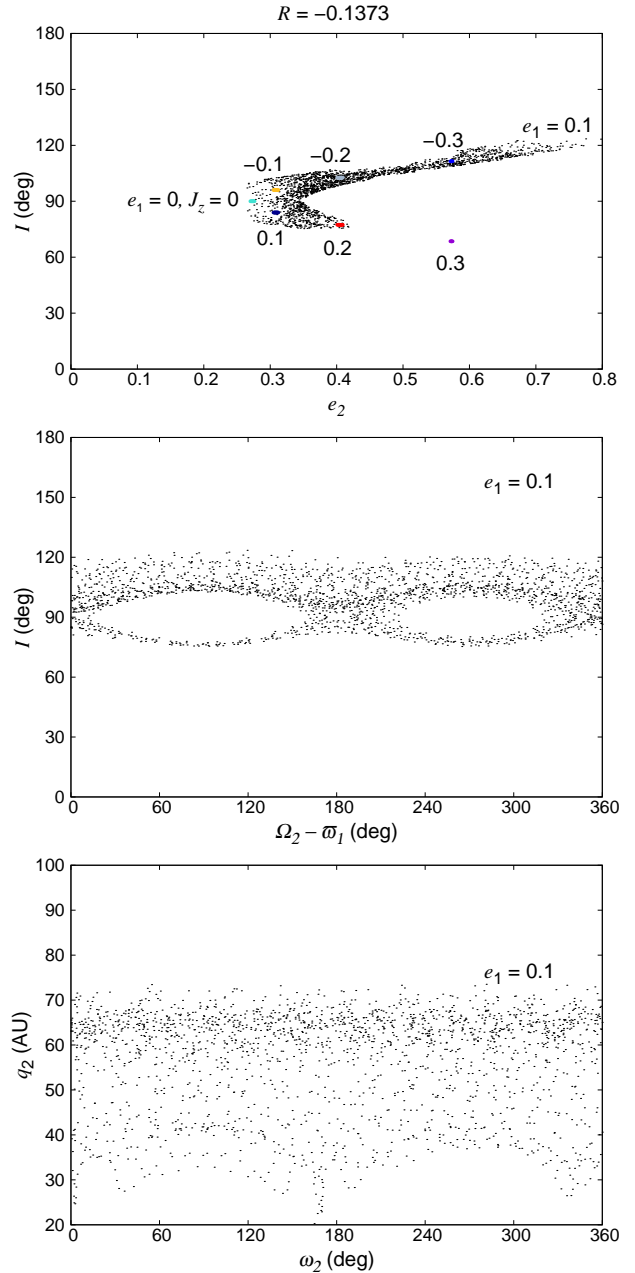 R = −0.1373
180
150
120
90
60
30
0
I (deg)
e1 = 0.1
−0.3
−0.2
−0.1
e1 = 0, Jz = 0
0.1
0.2
0.3
0 0.1 0.2 0.3 0.4 0.5 0.6 0.7 0.8
e2
180
150
120
90
60
30
0
I (deg)
e1 = 0.1
0 60 120 180 240 300 360
Ω2 − ϖ1 (deg)
100
90
80
70
60
50
40
30
20
q2 (AU)
e1 = 0.1
0 60 120 180 240 300 360
ω2 (deg)